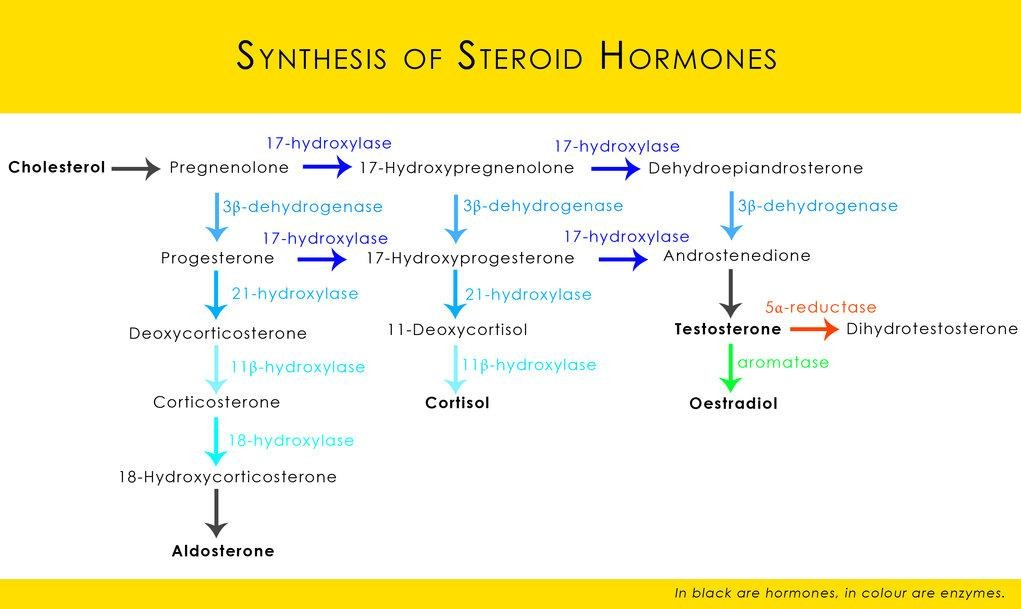 SYNTHESIS OF STEROID HORMONES
17-hydroxylase 17-hydroxylase
Cholesterol Pregnenolone 17-Hydroxypregnenolone Dehydroepiandrosterone
3β-dehydrogenase 3β-dehydrogenase 3β-dehydrogenase
17-hydroxylase 17-hydroxylase
Progesterone 17-Hydroxyprogesterone Androstenedione
21-hydroxylase 21-hydroxylase
5α-reductase
Deoxycorticosterone 11-Deoxycortisol Testosterone Dihydrotestosterone
11β-hydroxylase 11β-hydroxylase aromatase
Corticosterone Cortisol Oestradiol
18-hydroxylase
18-Hydroxycorticosterone
Aldosterone
In black are hormones, in colour are enzymes.